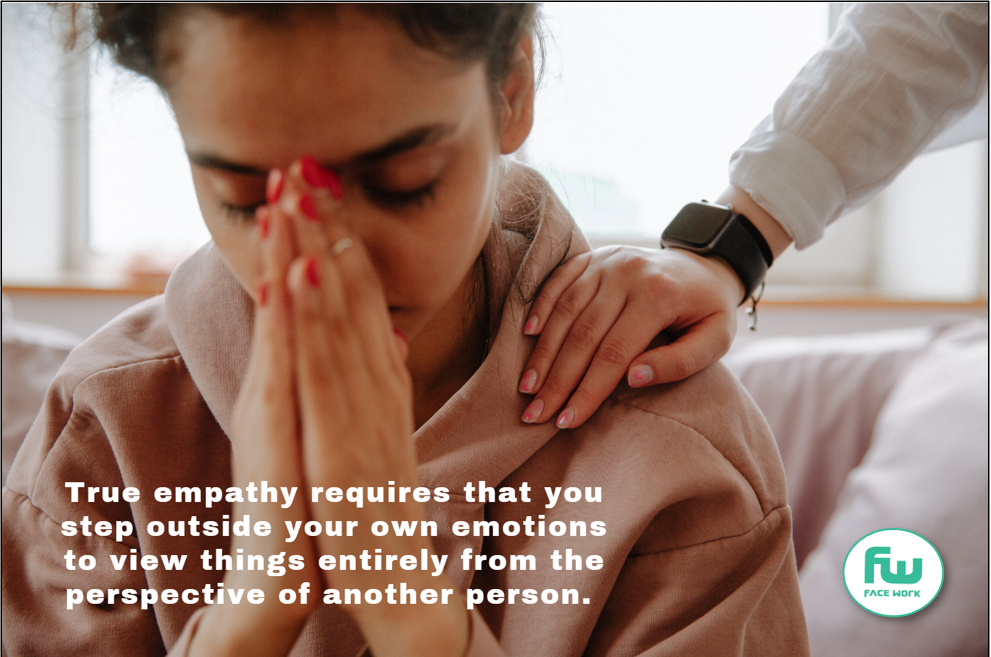 True empathy requires that you
step outside your own emotions
to view things entirely from the
perspective of another person.
fw
FACE WORK